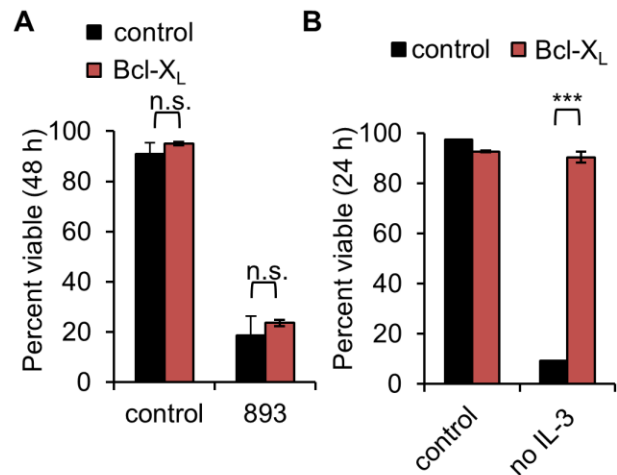 A
control
Bcl-XL
n.s.
n.s.
Percent viable (48 h)
100
80
60
40
20
0
control
893
B
control
Bcl-XL
***
Percent viable (24 h)
100
80
60
40
20
0
control
no IL-3